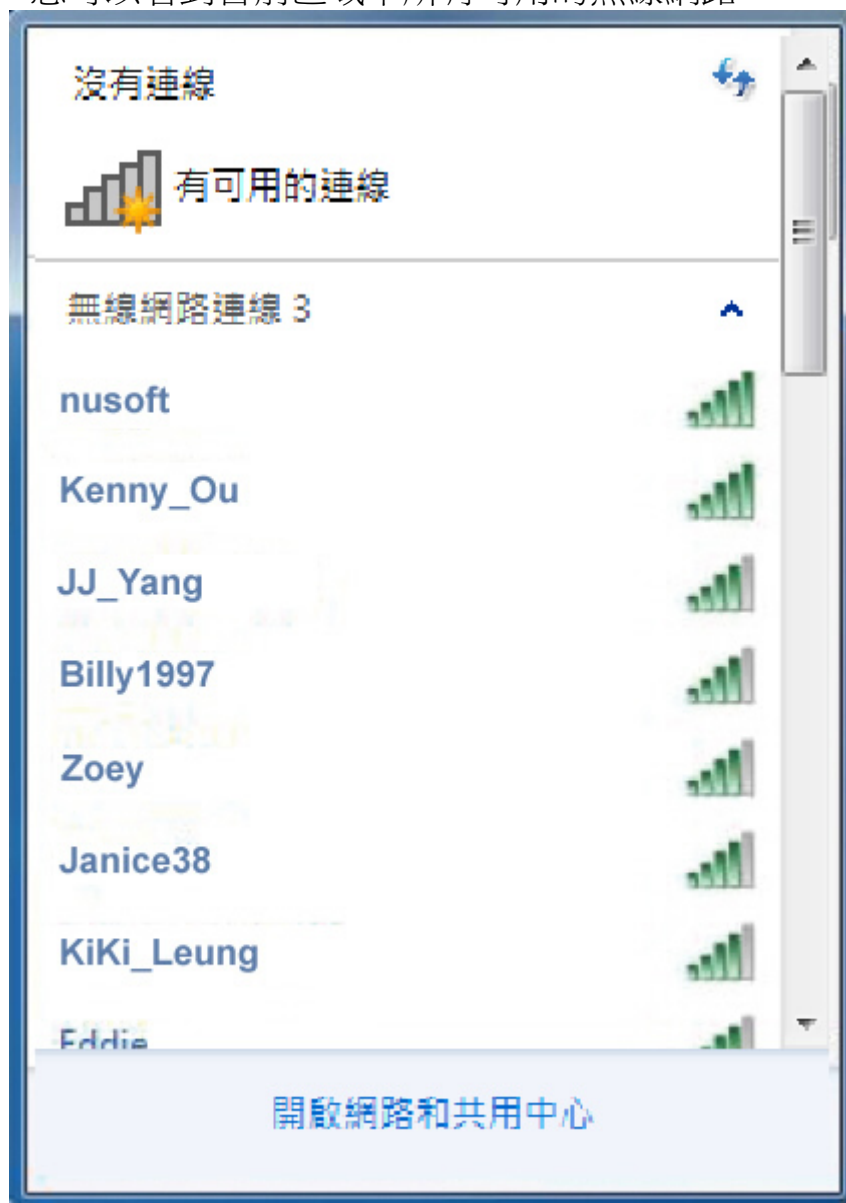 沒有連線
有可用的連線
無線網路連線 3
nusoft
Kenny_Ou
JJ_Yang
Billy1997
Zoey
Janice38
KiKi_Leung
Eddie
開啟網路和共用中心